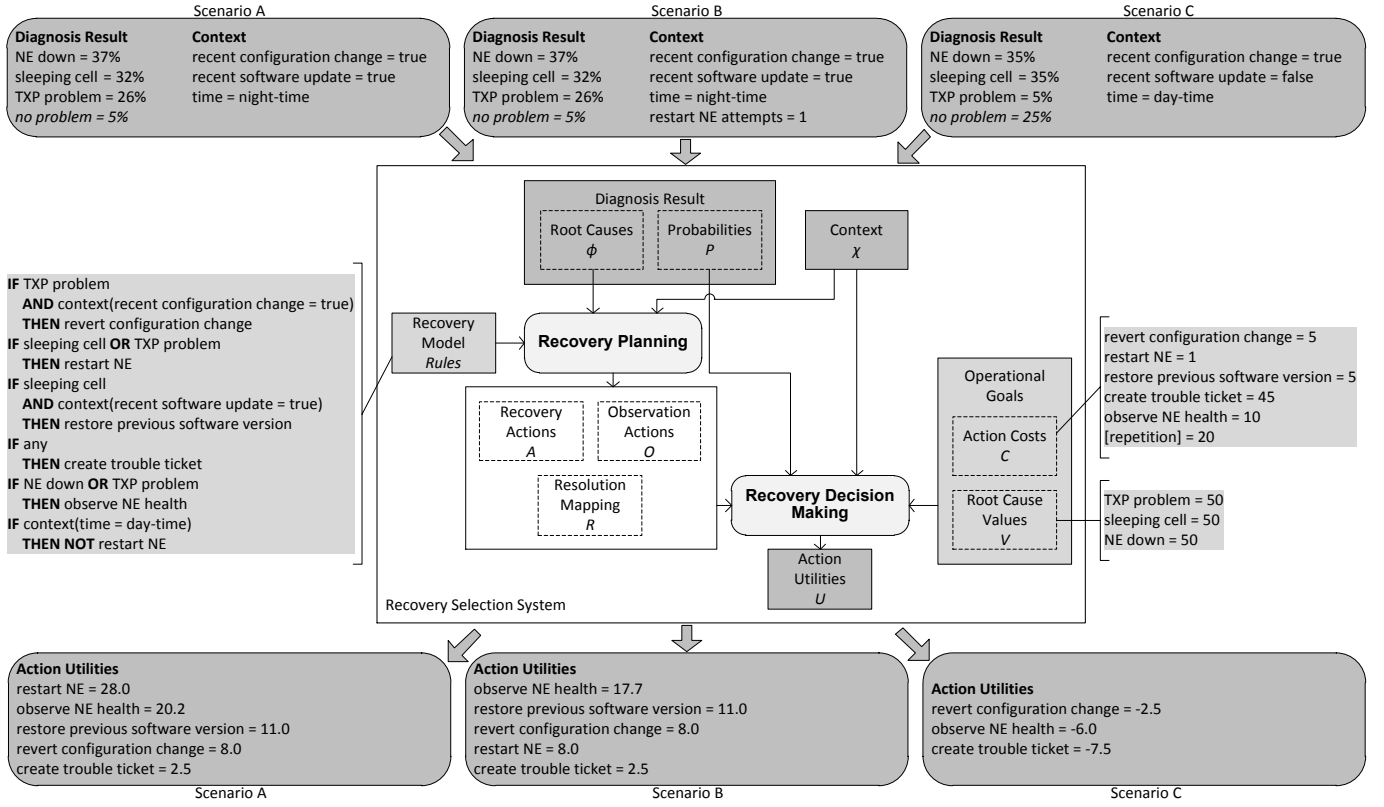 Scenario A
Diagnosis Result
NE down = 37%
sleeping cell = 32%
TXP problem = 26%
no problem = 5%
Context
recent configuration change = true
recent software update = true
time = night-time
Scenario B
Diagnosis Result
NE down = 37%
sleeping cell = 32%
TXP problem = 26%
no problem = 5%
Context
recent configuration change = true
recent software update = true
time = night-time
restart NE attempts = 1
Scenario C
Diagnosis Result
NE down = 35%
sleeping cell = 35%
TXP problem = 5%
no problem = 25%
Context
recent configuration change = true
recent software update = false
time = day-time
Diagnosis Result
Root Causes
ϕ
Probabilities
P
Context
χ
IF TXP problem
AND context(recent configuration change = true)
THEN revert configuration change
IF sleeping cell OR TXP problem
THEN restart NE
IF sleeping cell
AND context(recent software update = true)
THEN restore previous software version
IF any
THEN create trouble ticket
IF NE down OR TXP problem
THEN observe NE health
IF context(time = day-time)
THEN NOT restart NE
Recovery
Model
Rules
Recovery Planning
Recovery
Actions
A
Observation
Actions
O
Resolution
Mapping
R
Recovery Decision
Making
Operational
Goals
Action Costs
C
Root Cause
Values
V
revert configuration change = 5
restart NE = 1
restore previous software version = 5
create trouble ticket = 45
observe NE health = 10
[repetition] = 20
TXP problem = 50
sleeping cell = 50
NE down = 50
Action
Utilities
U
Recovery Selection System
Action Utilities
restart NE = 28.0
observe NE health = 20.2
restore previous software version = 11.0
revert configuration change = 8.0
create trouble ticket = 2.5
Scenario A
Action Utilities
observe NE health = 17.7
restore previous software version = 11.0
revert configuration change = 8.0
restart NE = 8.0
create trouble ticket = 2.5
Scenario B
Action Utilities
revert configuration change = -2.5
observe NE health = -6.0
create trouble ticket = -7.5
Scenario C